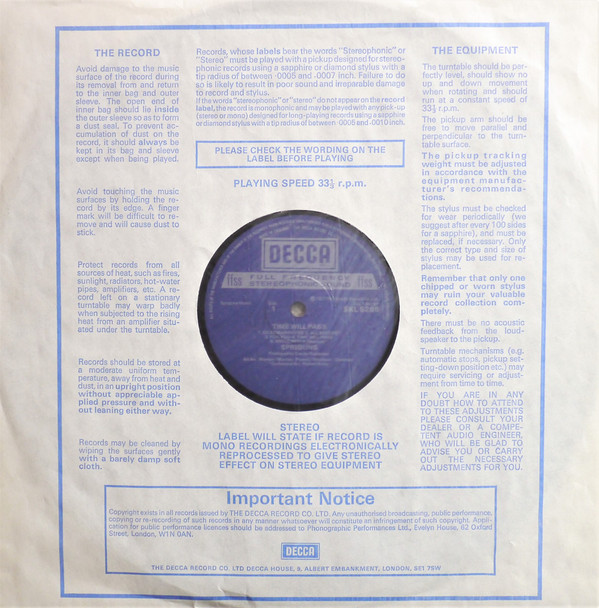 THE RECORD
Avoid damage to the music
surface of the record during
its removal from and return
to the inner bag and outer
sleeve. The open end of
inner bag should lie inside
the outer sleeve so as to form
a dust seal. To prevent ac-
cumulation of dust on the
record, it should always be
kept in its bag and sleeve
except when being played.
Avoid touching the music
surfaces by holding the re-
cord by its edge. A finger
mark will be difficult to re-
move and will cause dust to
stick.
Protect records from all
sources of heat, such as fires,
sunlight, radiators, hot-water
pipes, amplifiers, etc. A re-
cord left on a stationary
turntable may warp badly
when subjected to the rising
heat from an amplifier situ-
ated under the turntable.
Records should be stored at
a moderate uniform tem-
perature, away from heat and
dust, in an upright position
without appreciable ap-
plied pressure and with-
out leaning either way.
Records may be cleaned by
wiping the surfaces gently
with a barely damp soft
cloth.
Records, whose labels bear the words "Stereophonic" or
"Stereo" must be played with a pickup designed for stereo-
phonic records using a sapphire or diamond stylus with a
tip radius of between ·0005 and ·0007 inch. Failure to do
so is likely to result in poor sound and irreparable damage
to record and stylus.
If the words "stereophonic" or "stereo" do not appear on the record
label, the record is monophonic and may be played with any pick-up
(stereo or mono) designed for long-playing records using a sapphire
or diamond stylus with a tip radius of between ·0005 and ·0010 inch.
PLEASE CHECK THE WORDING ON THE
LABEL BEFORE PLAYING
PLAYING SPEED 33⅓ r.p.m.
DECCA
ffss
FULL FREQUENCY
STEREOPHONIC SOUND
ffss
TIME WILL PASS
SPRIGUNS
STEREO
LABEL WILL STATE IF RECORD IS
MONO RECORDINGS ELECTRONICALLY
REPROCESSED TO GIVE STEREO
EFFECT ON STEREO EQUIPMENT
THE EQUIPMENT
The turntable should be per-
fectly level, should show no
up and down movement
when rotating and should
run at a constant speed of
33⅓ r.p.m.
The pickup arm should be
free to move parallel and
perpendicular to the turn-
table surface.
The pickup tracking
weight must be adjusted
in accordance with the
equipment manufac-
turer's recommenda-
tions.
The stylus must be checked
for wear periodically (we
suggest after every 100 sides
for a sapphire), and must be
replaced, if necessary. Only
the correct type and size of
stylus may be used for re-
placement.
Remember that only one
chipped or worn stylus
may ruin your valuable
record collection com-
pletely.
There must be no acoustic
feedback from the loud-
speaker to the pickup.
Turntable mechanisms (e.g.
automatic stops, pickup set-
ting-down position etc.) may
require servicing or adjust-
ment from time to time.
IF YOU ARE IN ANY
DOUBT HOW TO ATTEND
TO THESE ADJUSTMENTS
PLEASE CONSULT YOUR
DEALER OR A COMPE-
TENT AUDIO ENGINEER,
WHO WILL BE GLAD TO
ADVISE YOU OR CARRY
OUT THE NECESSARY
ADJUSTMENTS FOR YOU.
Important Notice
Copyright exists in all records issued by THE DECCA RECORD CO. LTD. Any unauthorised broadcasting, public performance,
copying or re-recording of such records in any manner whatsoever will constitute an infringement of such copyright. Appli-
cation for public performance licences should be addressed to Phonographic Performances Ltd., Evelyn House, 62 Oxford
Street, London, W1N 0AN.
DECCA
THE DECCA RECORD CO. LTD DECCA HOUSE, 9, ALBERT EMBANKMENT, LONDON, SE1 7SW